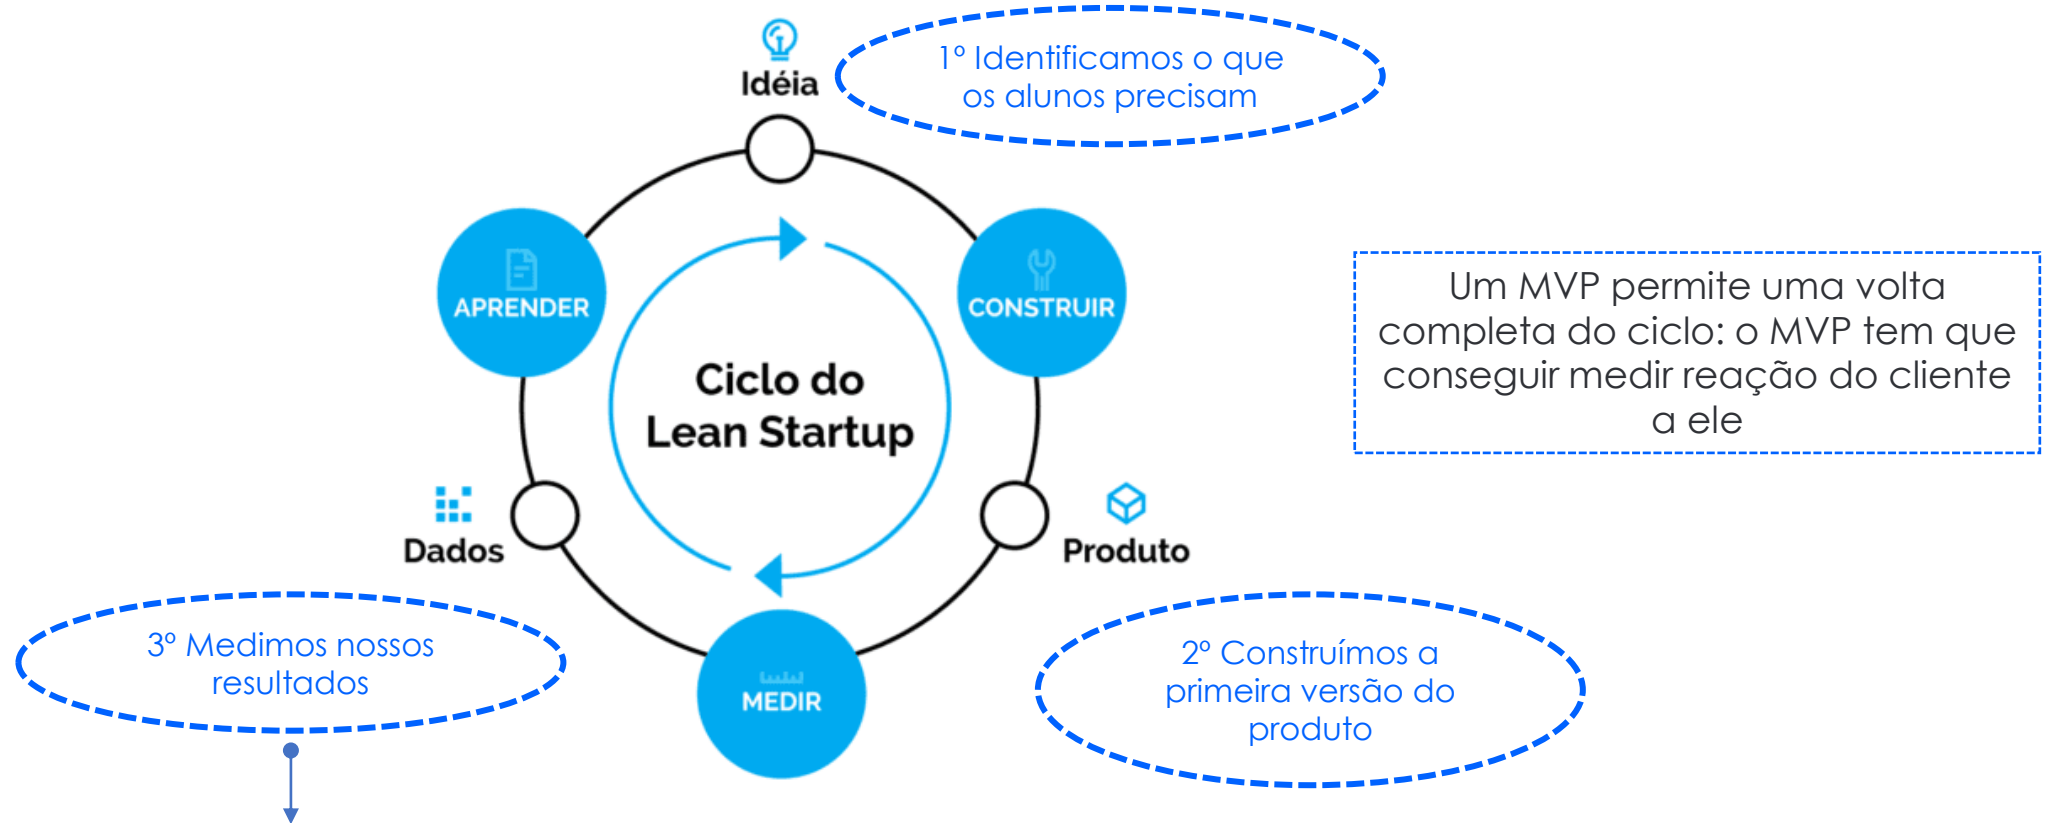 1º Identificamos o que
os alunos precisam
Idéia
APRENDER
CONSTRUIR
Ciclo do
Lean Startup
Um MVP permite uma volta
completa do ciclo: o MVP tem que
conseguir medir reação do cliente
a ele
Dados
Produto
3º Medimos nossos
resultados
MEDIR
2º Construímos a
primeira versão do
produto